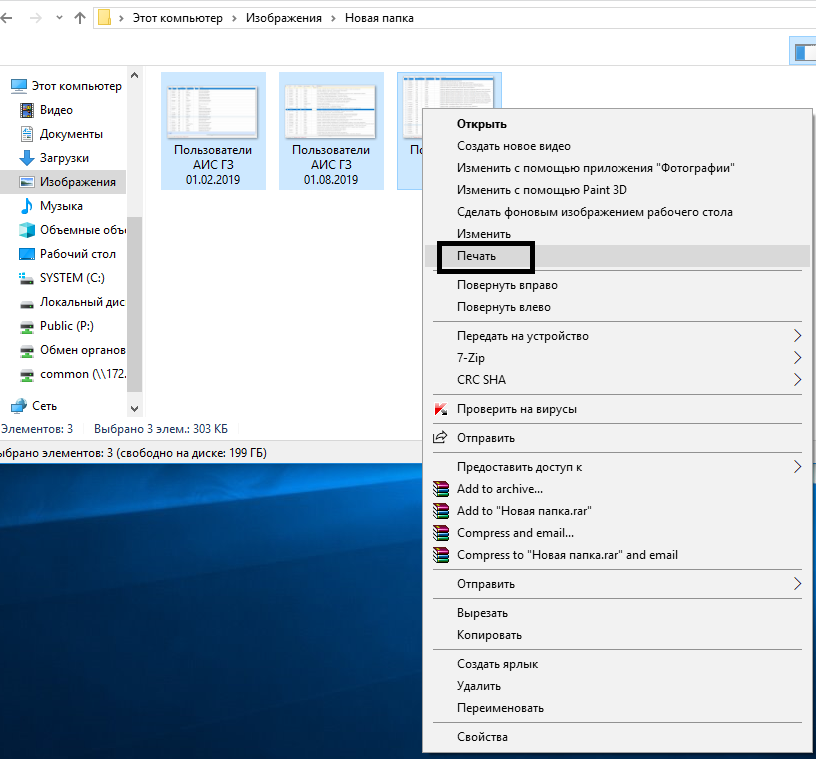 Этот компьютер > Изображения > Новая папка
Этот компьютер
Видео
Документы
Загрузки
Изображения
Музыка
Объемные объ
Рабочий стол
SYSTEM (C:)
Локальный дис
Public (P:)
Обмен органов
common (\\172.
Сеть
Пользователи
АИС ГЗ
01.02.2019
Пользователи
АИС ГЗ
01.08.2019
По
Элементов: 3 Выбрано 3 элем.: 303 КБ
ыбрано элементов: 3 (свободно на диске: 199 ГБ)
Открыть
Создать новое видео
Изменить с помощью приложения "Фотографии"
Изменить с помощью Paint 3D
Сделать фоновым изображением рабочего стола
Изменить
Печать
Повернуть вправо
Повернуть влево
Передать на устройство
7-Zip
CRC SHA
Проверить на вирусы
Отправить
Предоставить доступ к
Add to archive...
Add to "Новая папка.rar"
Compress and email...
Compress to "Новая папка.rar" and email
Отправить
Вырезать
Копировать
Создать ярлык
Удалить
Переименовать
Свойства